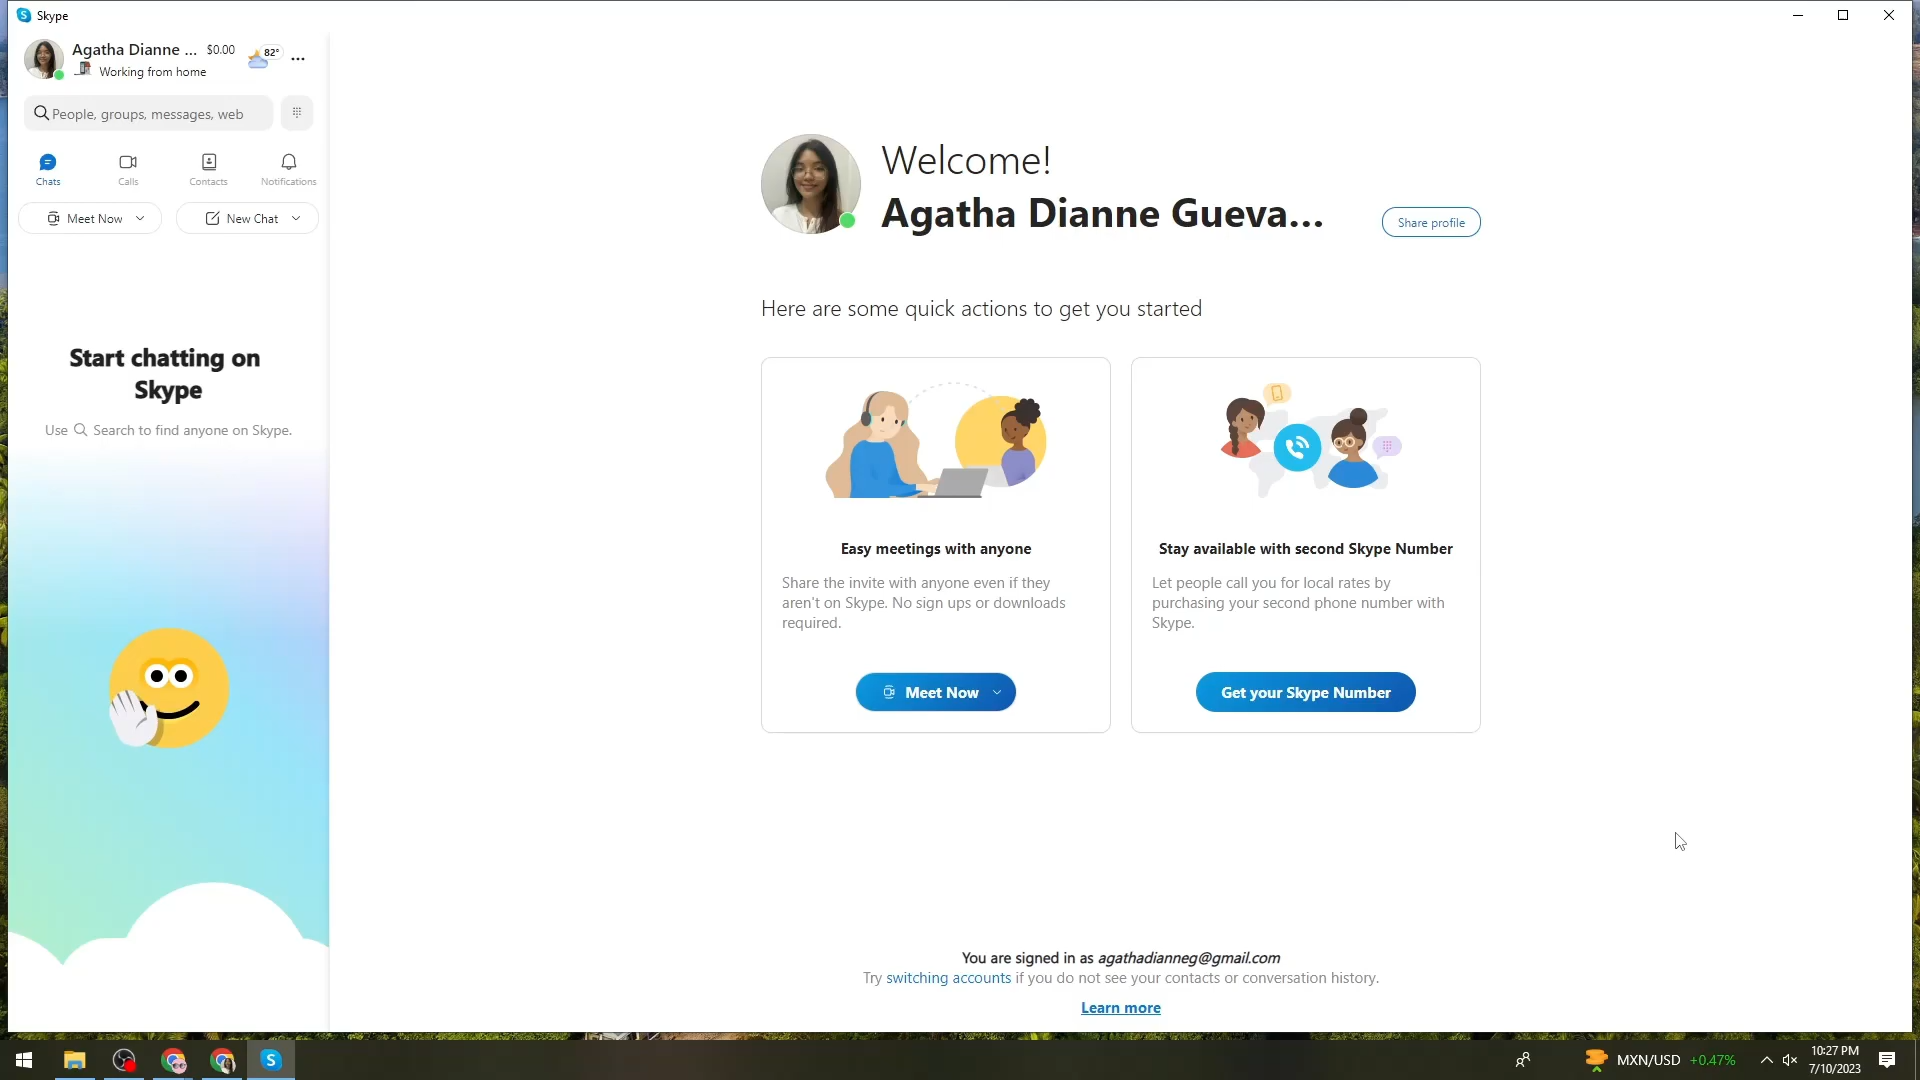 Skype
Agatha Dianne ... $0.00 82°
Working from home
People, groups, messages, web
Chats Calls Contacts Notifications
Meet Now New Chat
Start chatting on
Skype
Use Search to find anyone on Skype.
Welcome!
Agatha Dianne Gueva...
Share profile
Here are some quick actions to get you started
Easy meetings with anyone
Share the invite with anyone even if they
aren't on Skype. No sign ups or downloads
required.
Meet Now
Stay available with second Skype Number
Let people call you for local rates by
purchasing your second phone number with
Skype.
Get your Skype Number
You are signed in as agathadianneg@gmail.com
Try switching accounts if you do not see your contacts or conversation history.
Learn more
MXN/USD +0.47%
10:27 PM
7/10/2023